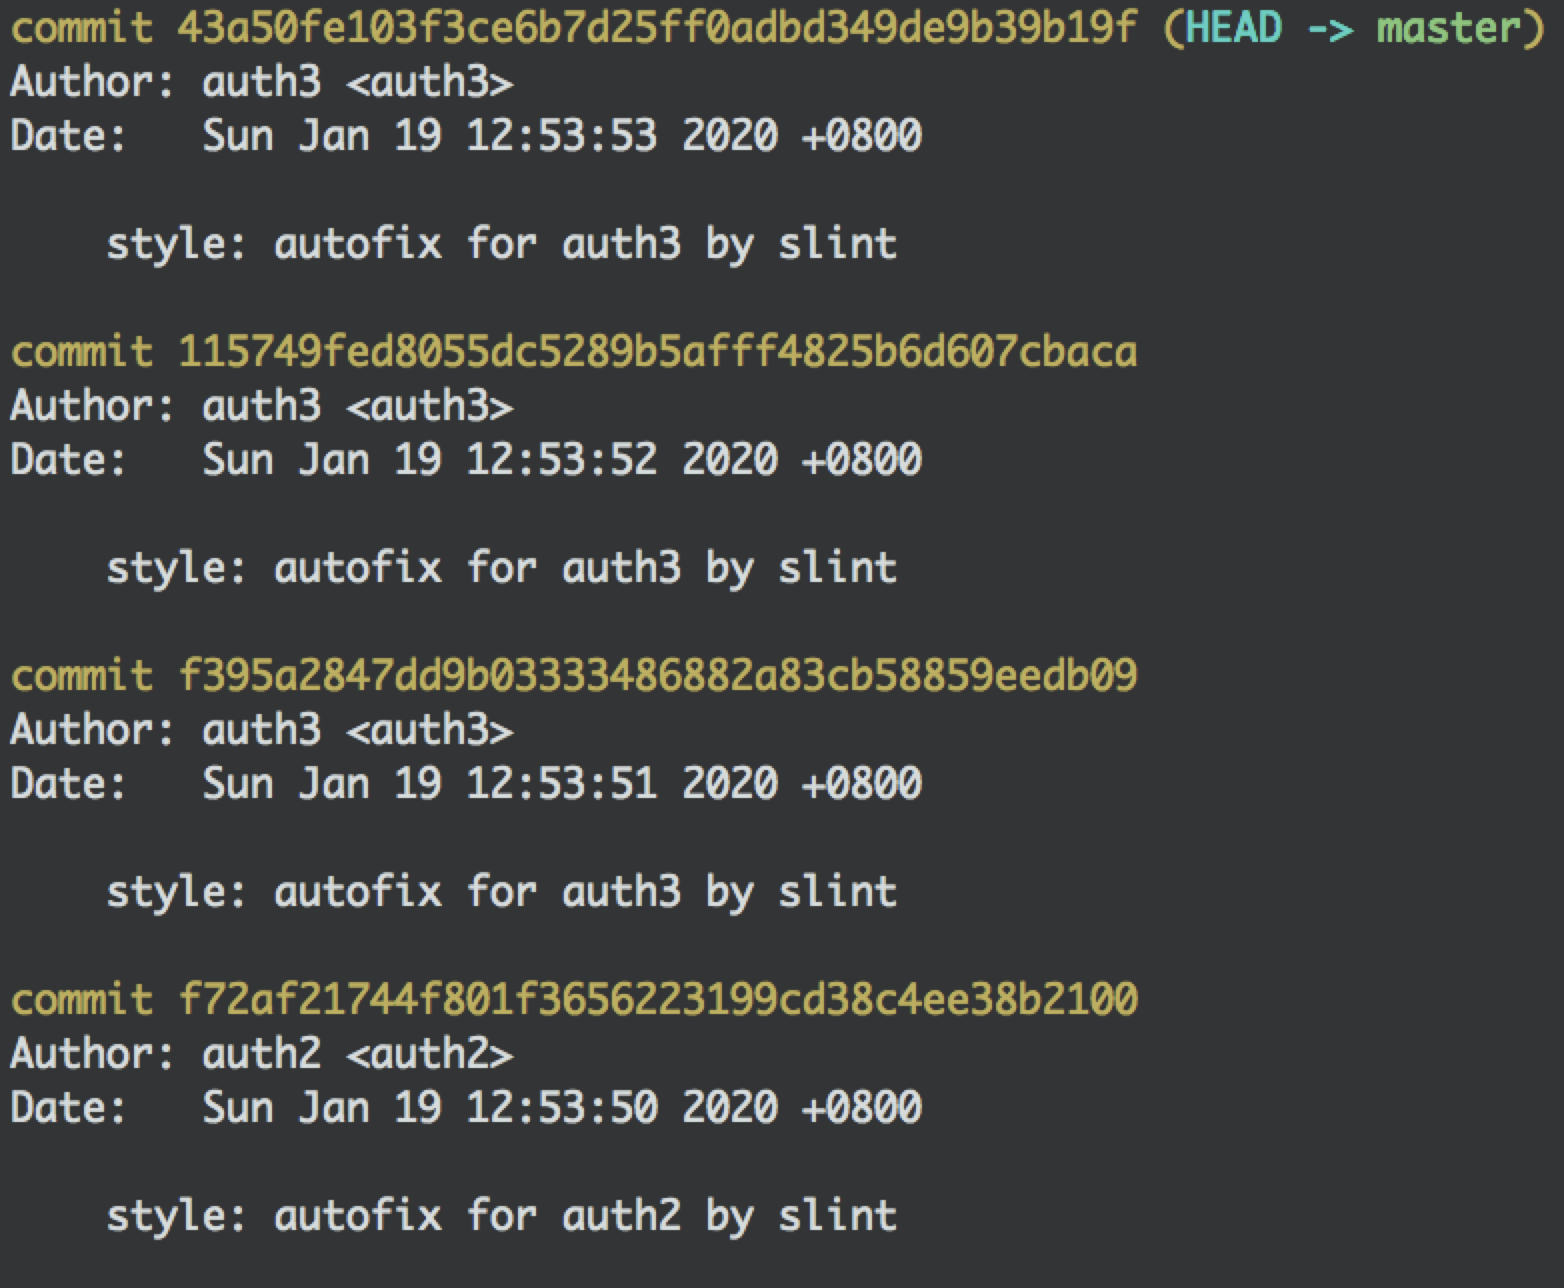 commit 43a50fe103f3ce6b7d25ff0adbd349de9b39b19f (HEAD -> master)
Author: auth3 <auth3>
Date:   Sun Jan 19 12:53:53 2020 +0800
    style: autofix for auth3 by slint
commit 115749fed8055dc5289b5afff4825b6d607cbaca
Author: auth3 <auth3>
Date:   Sun Jan 19 12:53:52 2020 +0800
    style: autofix for auth3 by slint
commit f395a2847dd9b03333486882a83cb58859eedb09
Author: auth3 <auth3>
Date:   Sun Jan 19 12:53:51 2020 +0800
    style: autofix for auth3 by slint
commit f72af21744f801f3656223199cd38c4ee38b2100
Author: auth2 <auth2>
Date:   Sun Jan 19 12:53:50 2020 +0800
    style: autofix for auth2 by slint